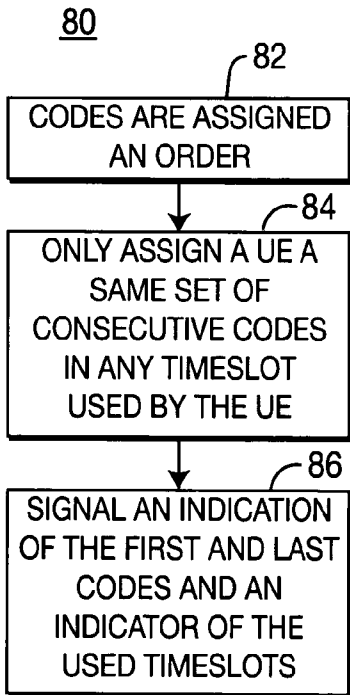 80
82
CODES ARE ASSIGNED
AN ORDER
84
ONLY ASSIGN A UE A
SAME SET OF
CONSECUTIVE CODES
IN ANY TIMESLOT
USED BY THE UE
86
SIGNAL AN INDICATION
OF THE FIRST AND LAST
CODES AND AN
INDICATOR OF THE
USED TIMESLOTS